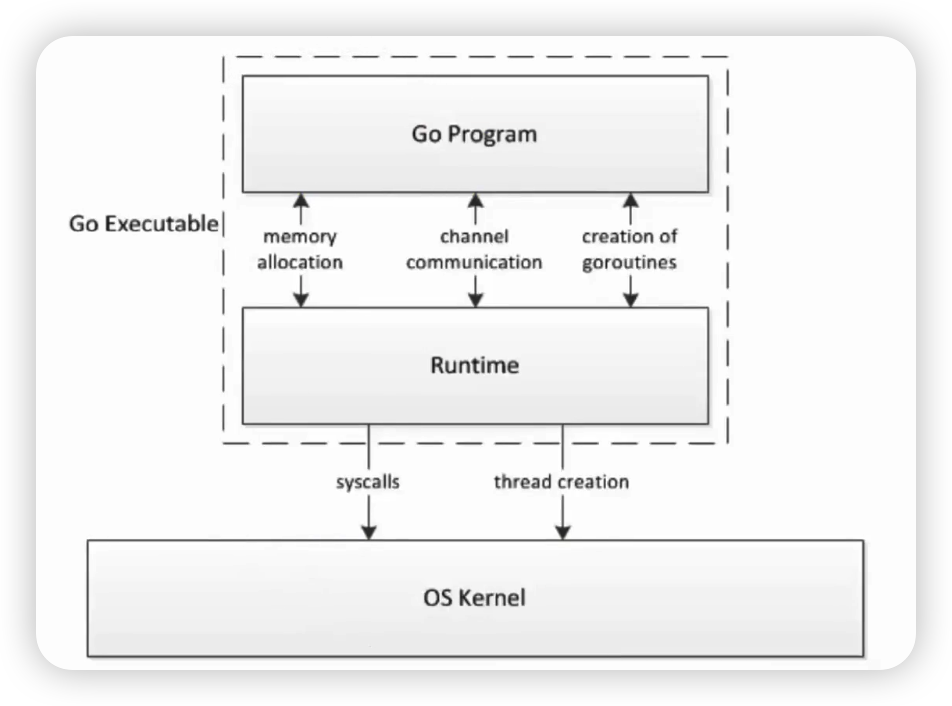 Go Program
Go Executable
memory
allocation
channel
communication
creation of
goroutines
Runtime
syscalls
thread creation
OS Kernel